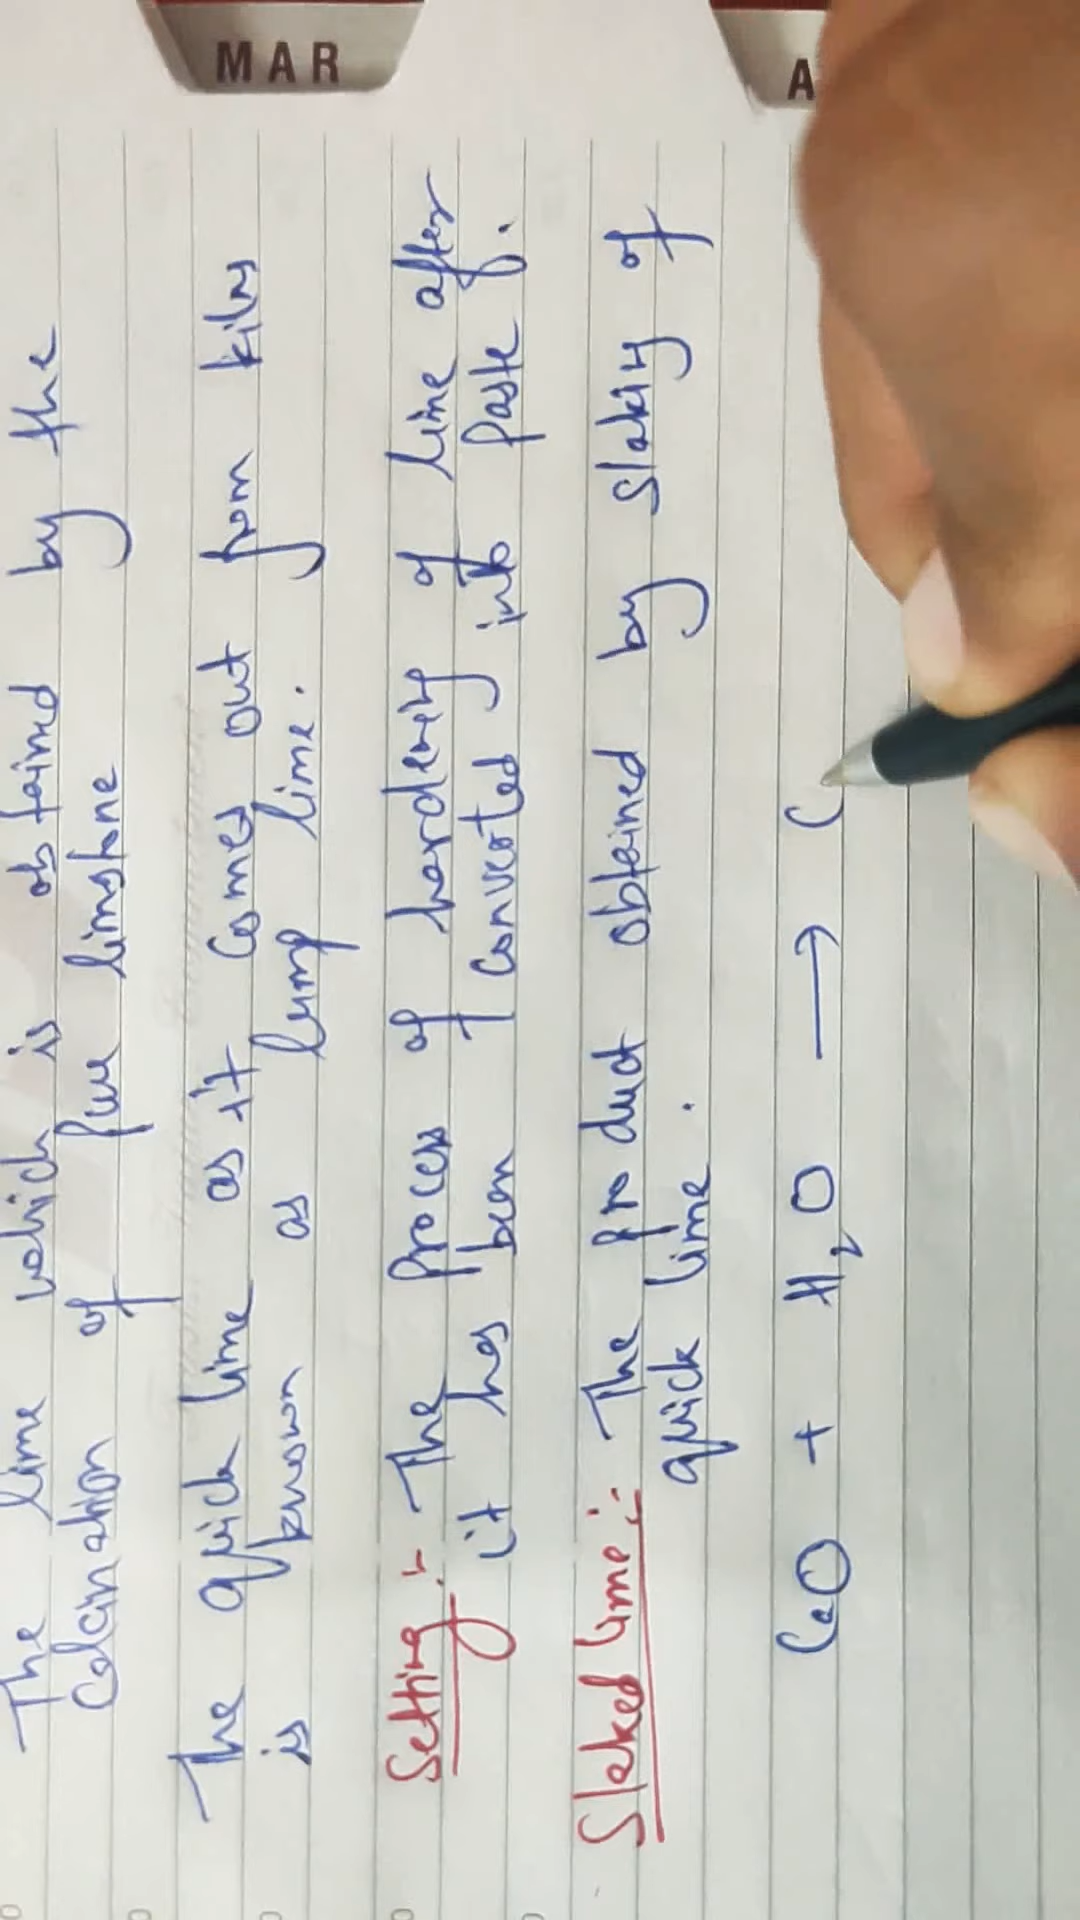 MAR
A
The lime which is obtained by the
Calcination of pure limstone
The quick lime as it comes out from kilns
is known as lump lime.
Setting :- The process of hardening of lime after
it has been converted into paste.
Slaked lime :- The product obtained by slaking of
quick lime.
CaO + H₂O → C